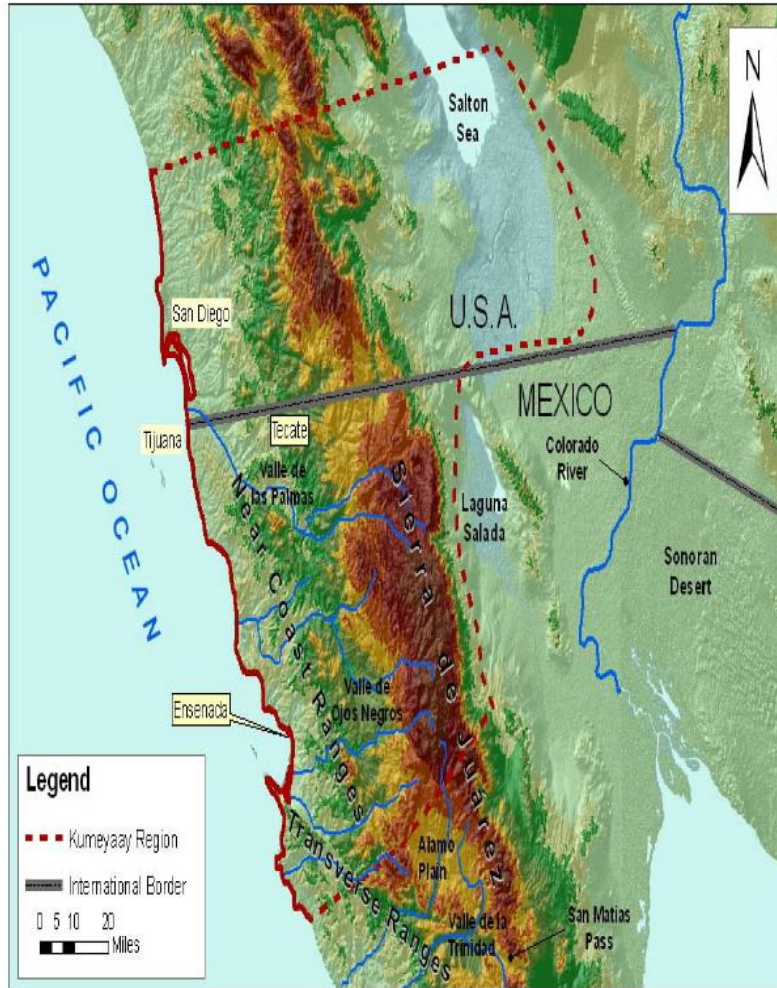 N
Salton
Sea
PACIFIC OCEAN
San Diego
U.S.A.
MEXICO
Tijuana
Tecate
Valle de
las Palmas
Colorado
River
Laguna
Salada
Sierra de Juárez
Near Coast Ranges
Sonoran
Desert
Valle de
Ojos Negros
Ensenada
Alamo
Plain
Transverse Ranges
Valle de la
Trinidad
San Matias
Pass
Legend
Kumeyaay Region
International Border
0 5 10 20
Miles